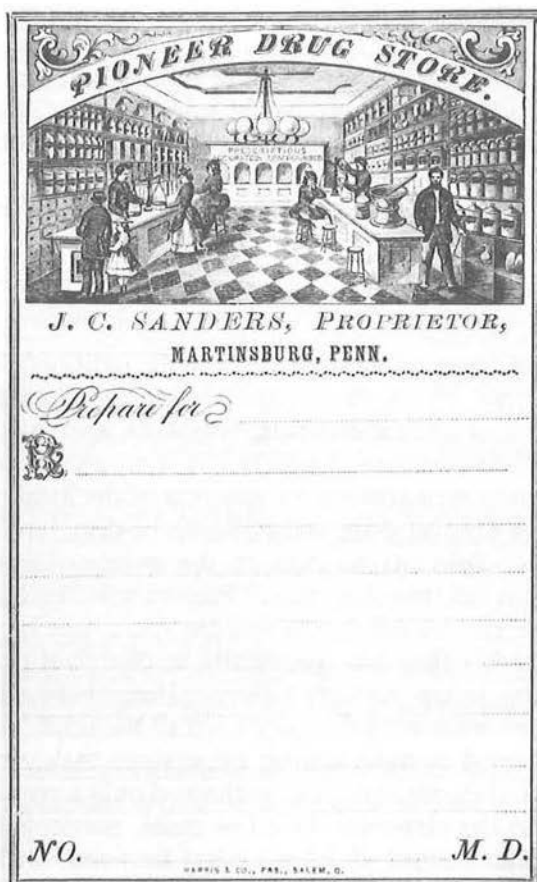 PIONEER DRUG STORE.
PRESCRIPTIONS
ACCURATELY COMPOUNDED
J. C. SANDERS, PROPRIETOR,
MARTINSBURG, PENN.
Prepare for
R
NO. M. D.
HARRIS & CO., PRS., SALEM, O.